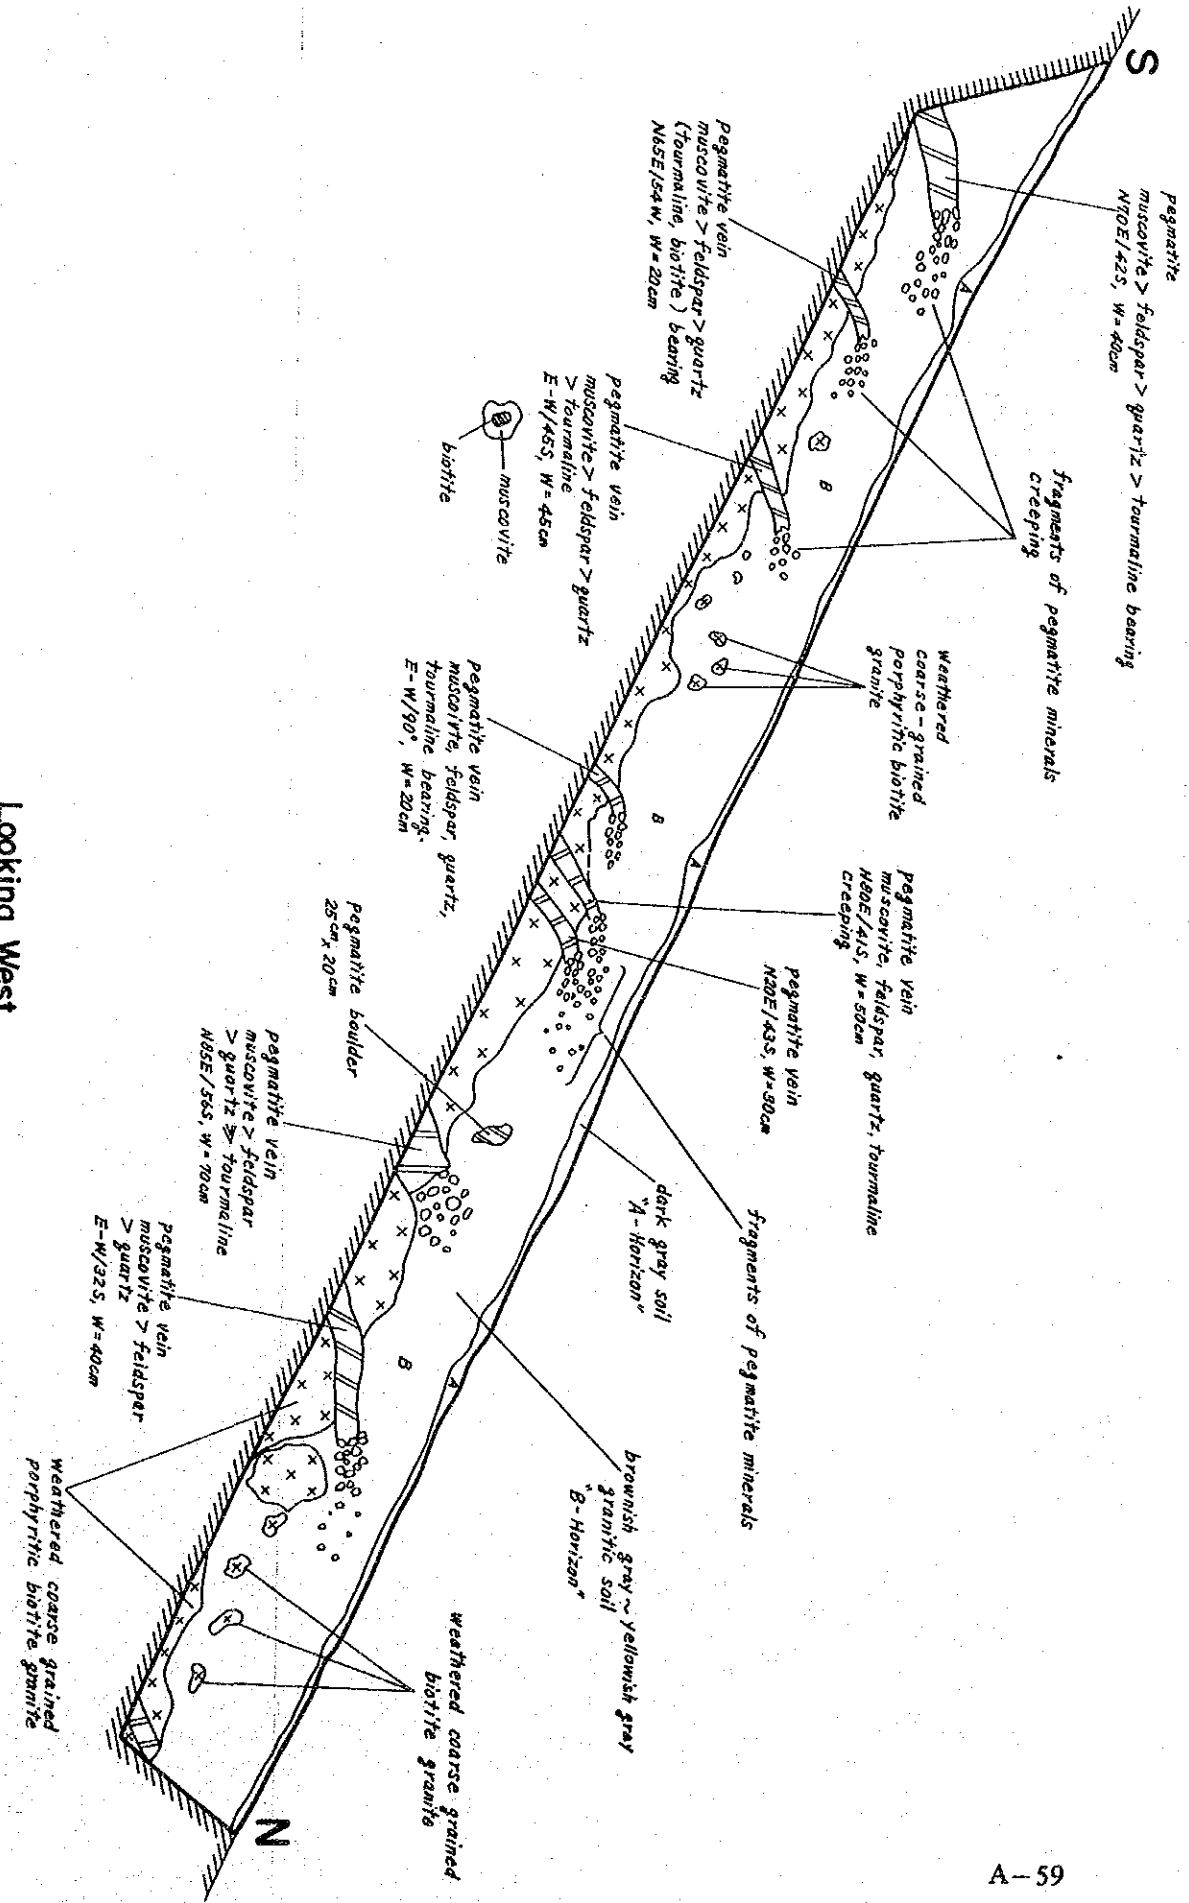 S
pegmatite
muscovite > feldspar > quartz > tourmaline bearing
N70E/42S, W=40cm
fragments of pegmatite minerals
creeping
weathered
coarse-grained
porphyritic biotite
granite
pegmatite vein
muscovite, feldspar, quartz, tourmaline
N80E/41S, W=50cm
creeping
pegmatite vein
N20E/43S, W=30cm
fragments of pegmatite minerals
dark gray soil
"A-Horizon"
brownish gray ~ yellowish gray
granitic soil
"B-Horizon"
weathered coarse grained
biotite granite
N
A
A
A
B
B
B
pegmatite vein
muscovite > feldspar > quartz
(tourmaline, biotite) bearing
N65E/54W, W=20cm
pegmatite vein
muscovite > feldspar > quartz
> tourmaline
E-W/45S, W=45cm
muscovite
biotite
pegmatite vein
muscoivte, feldspar, quartz,
tourmaline bearing.
E-W/90°, W=20cm
pegmatite boulder
25cm x 20cm
pegmatite vein
muscovite > feldspar
> quartz ≫ tourmaline
N85E/56S, W=70cm
pegmatite vein
muscovite > feldspar
> quartz
E-W/32S, W=40cm
weathered coarse grained
porphyritic biotite granite
Looking West
A-59